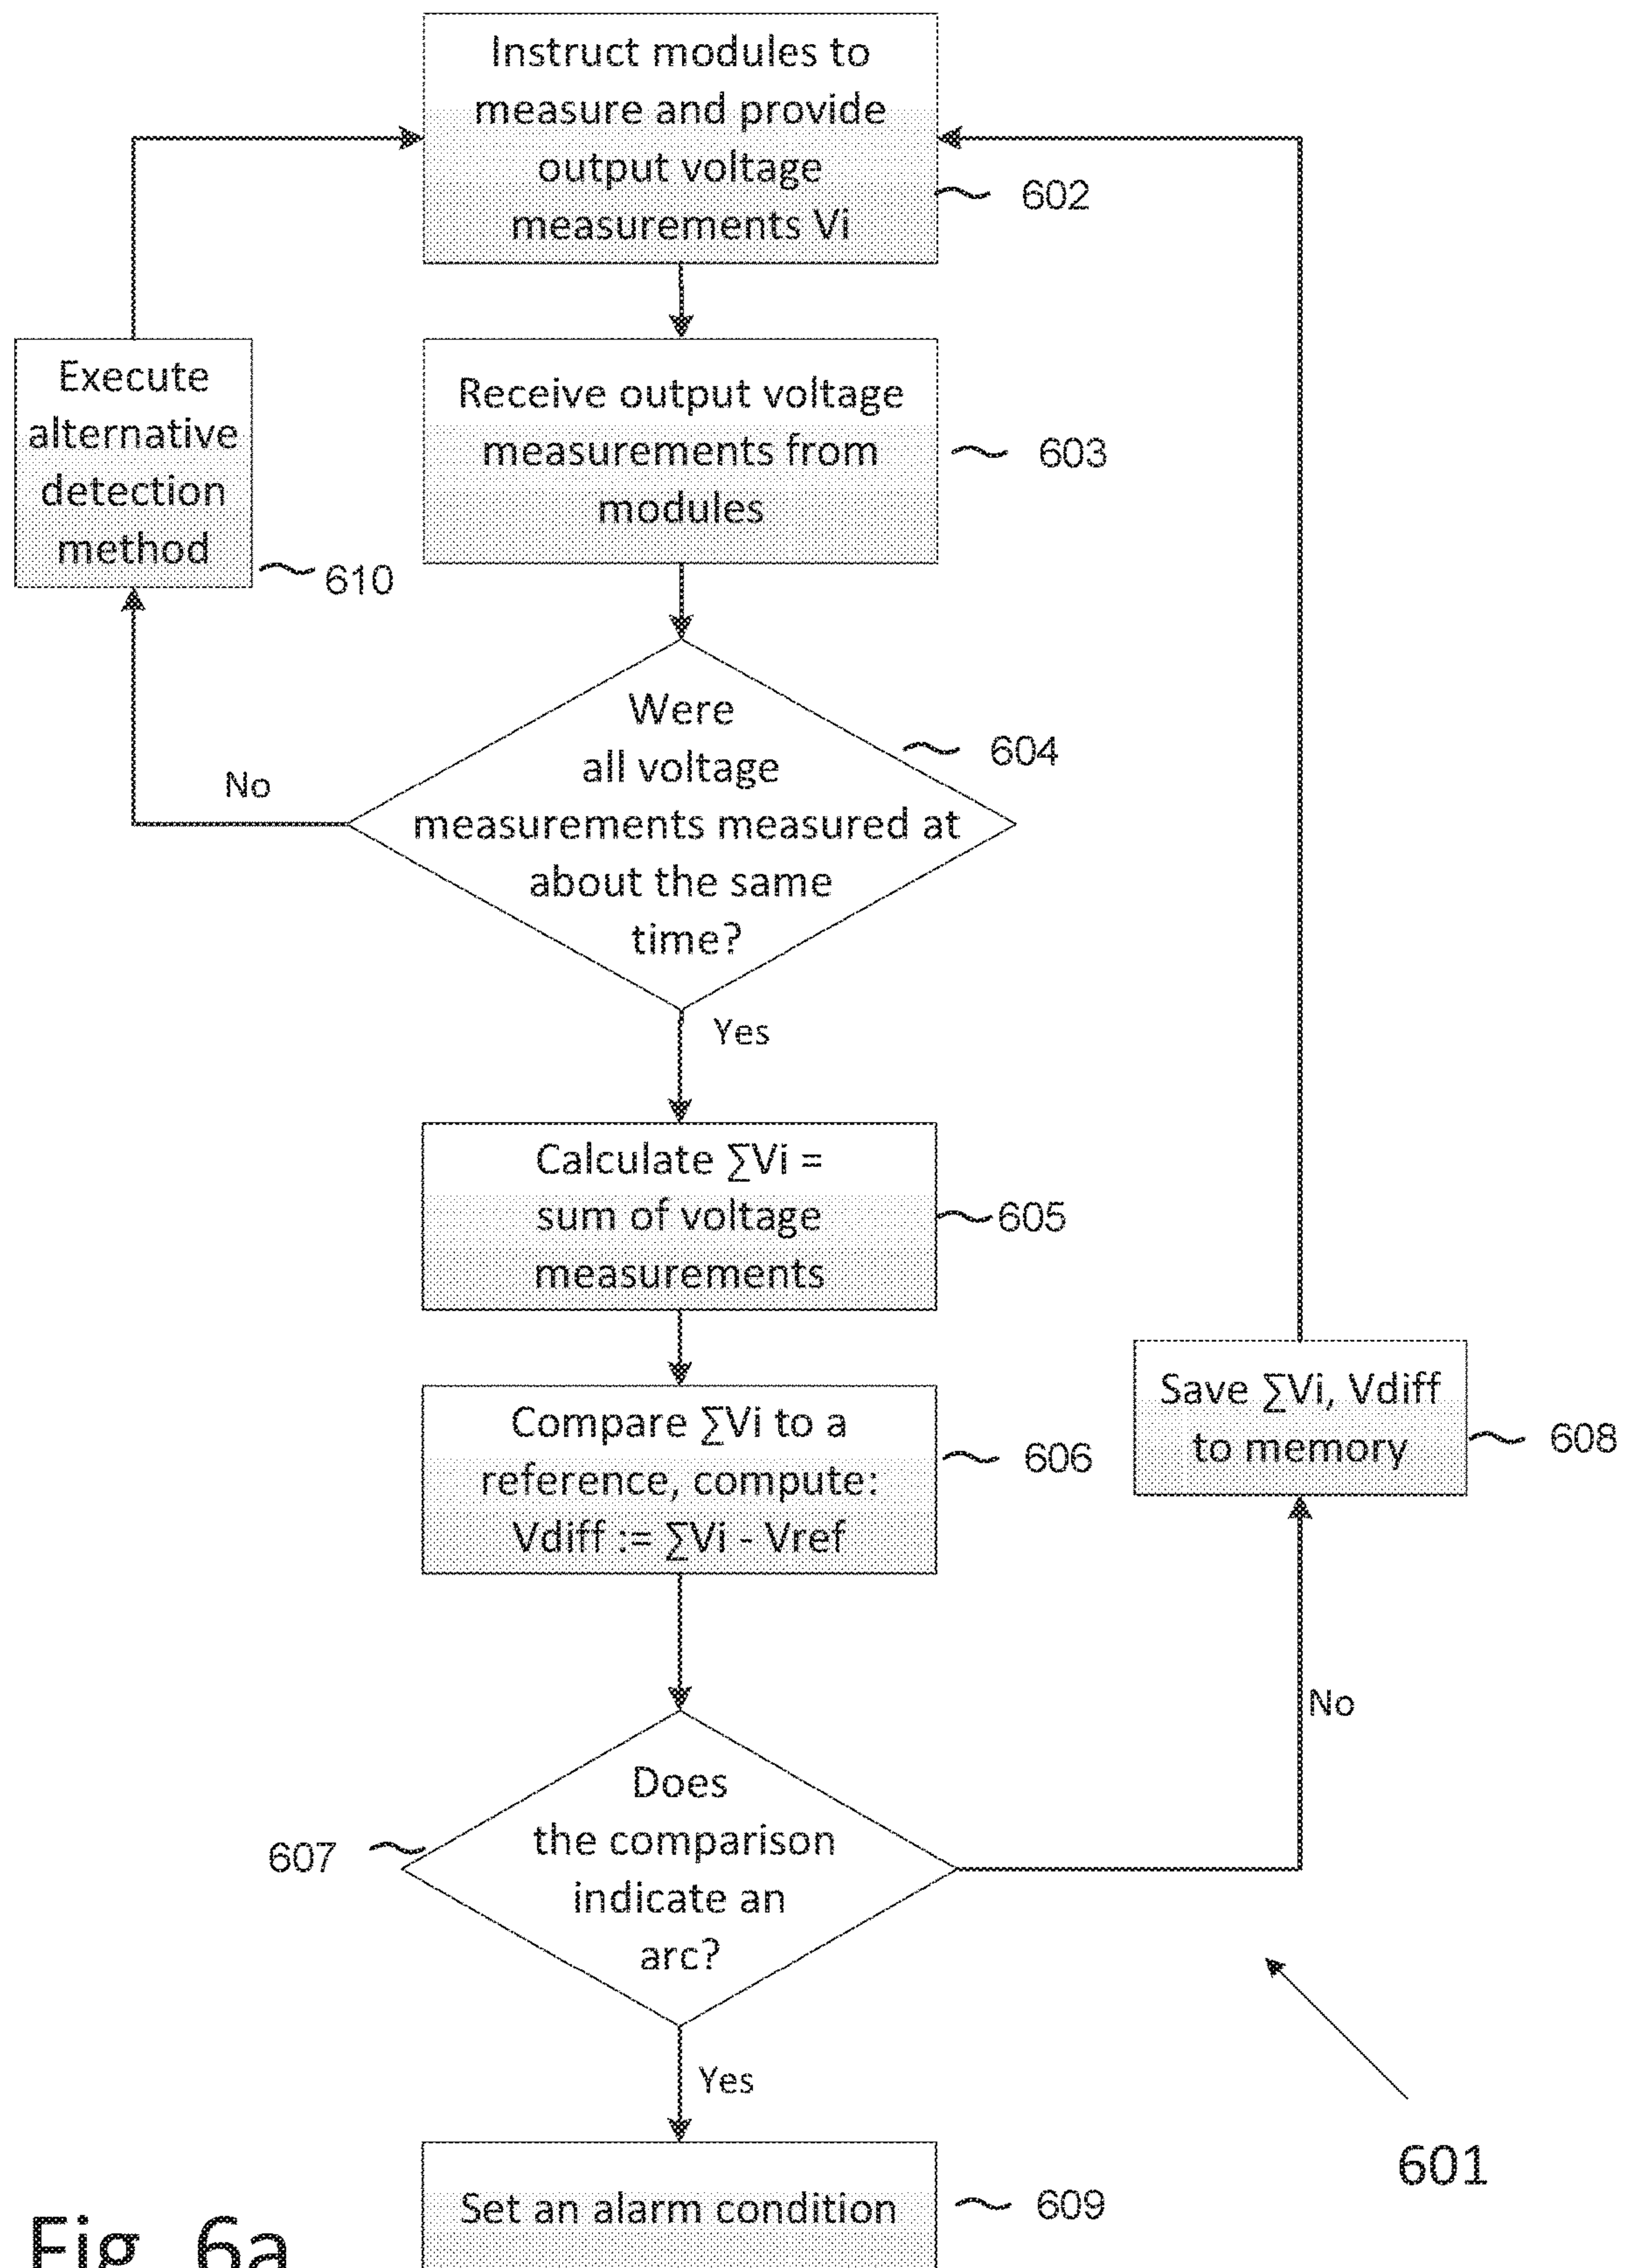 Instruct modules to
measure and provide
output voltage
measurements Vi
602
Execute
alternative
detection
method
610
Receive output voltage
measurements from
modules
603
Were
all voltage
measurements measured at
about the same
time?
604
No
Yes
Calculate ∑Vi =
sum of voltage
measurements
605
Compare ∑Vi to a
reference, compute:
Vdiff := ∑Vi - Vref
606
Save ∑Vi, Vdiff
to memory
608
No
Does
the comparison
indicate an
arc?
607
Yes
601
Set an alarm condition
609
Fig. 6a